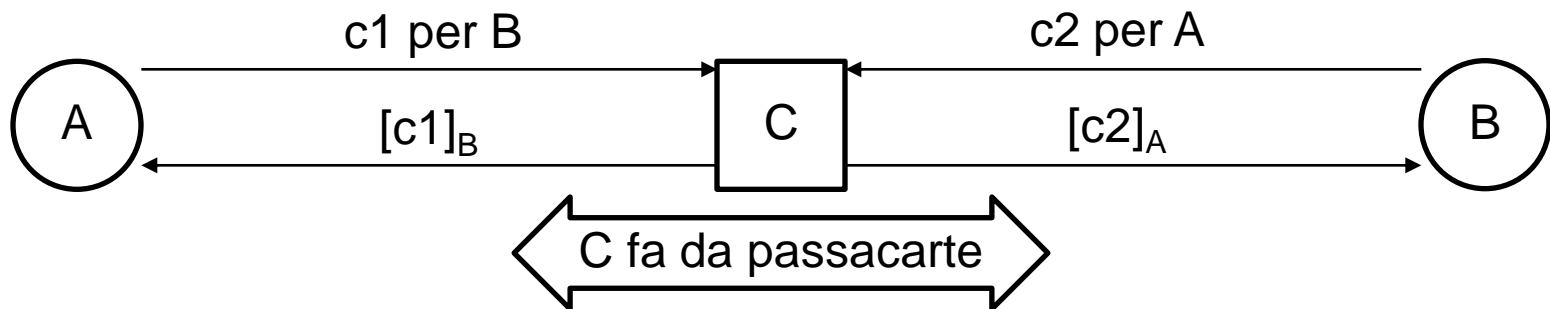 c1 per B
c2 per A
A
[c1]B
C
[c2]A
B
C fa da passacarte